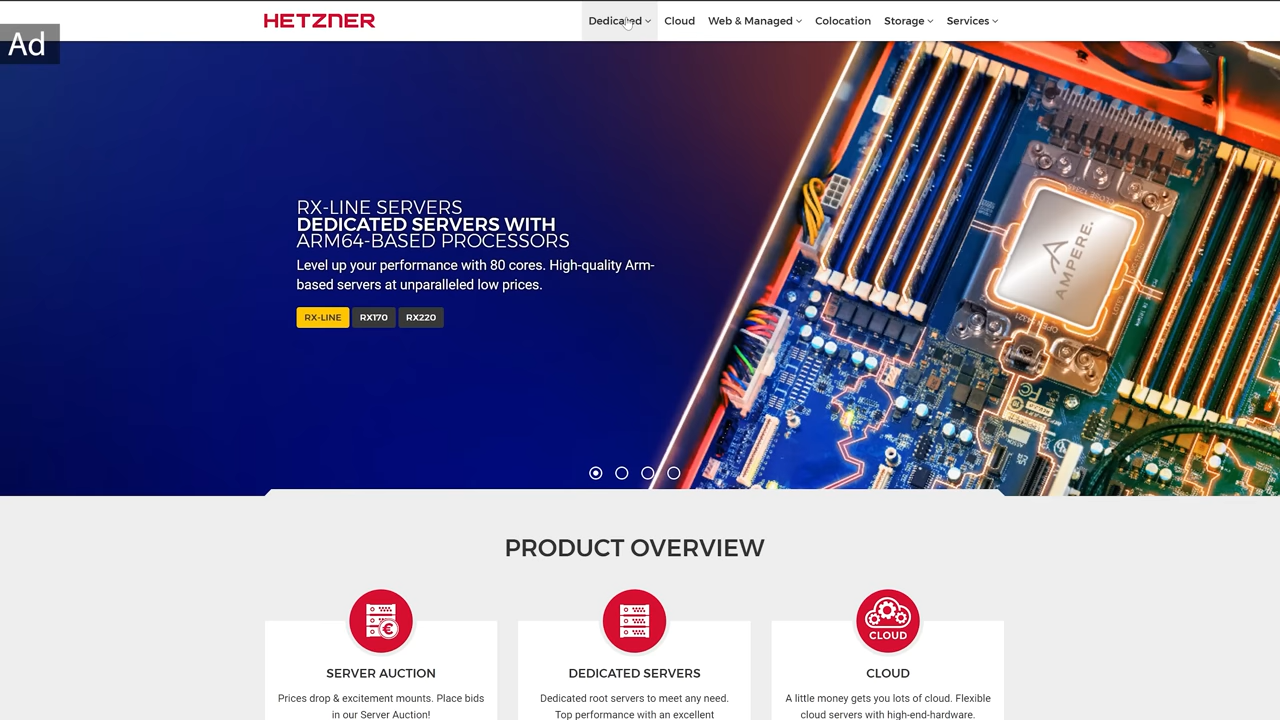 HETZNER
Dedicated
Cloud
Web & Managed
Colocation
Storage
Services
Ad
RX-LINE SERVERS
DEDICATED SERVERS WITH
ARM64-BASED PROCESSORS
Level up your performance with 80 cores. High-quality Arm-
based servers at unparalleled low prices.
RX-LINE
RX170
RX220
AMPERE.
PRODUCT OVERVIEW
CLOUD
SERVER AUCTION
Prices drop & excitement mounts. Place bids
in our Server Auction!
DEDICATED SERVERS
Dedicated root servers to meet any need.
Top performance with an excellent
CLOUD
A little money gets you lots of cloud. Flexible
cloud servers with high-end-hardware.